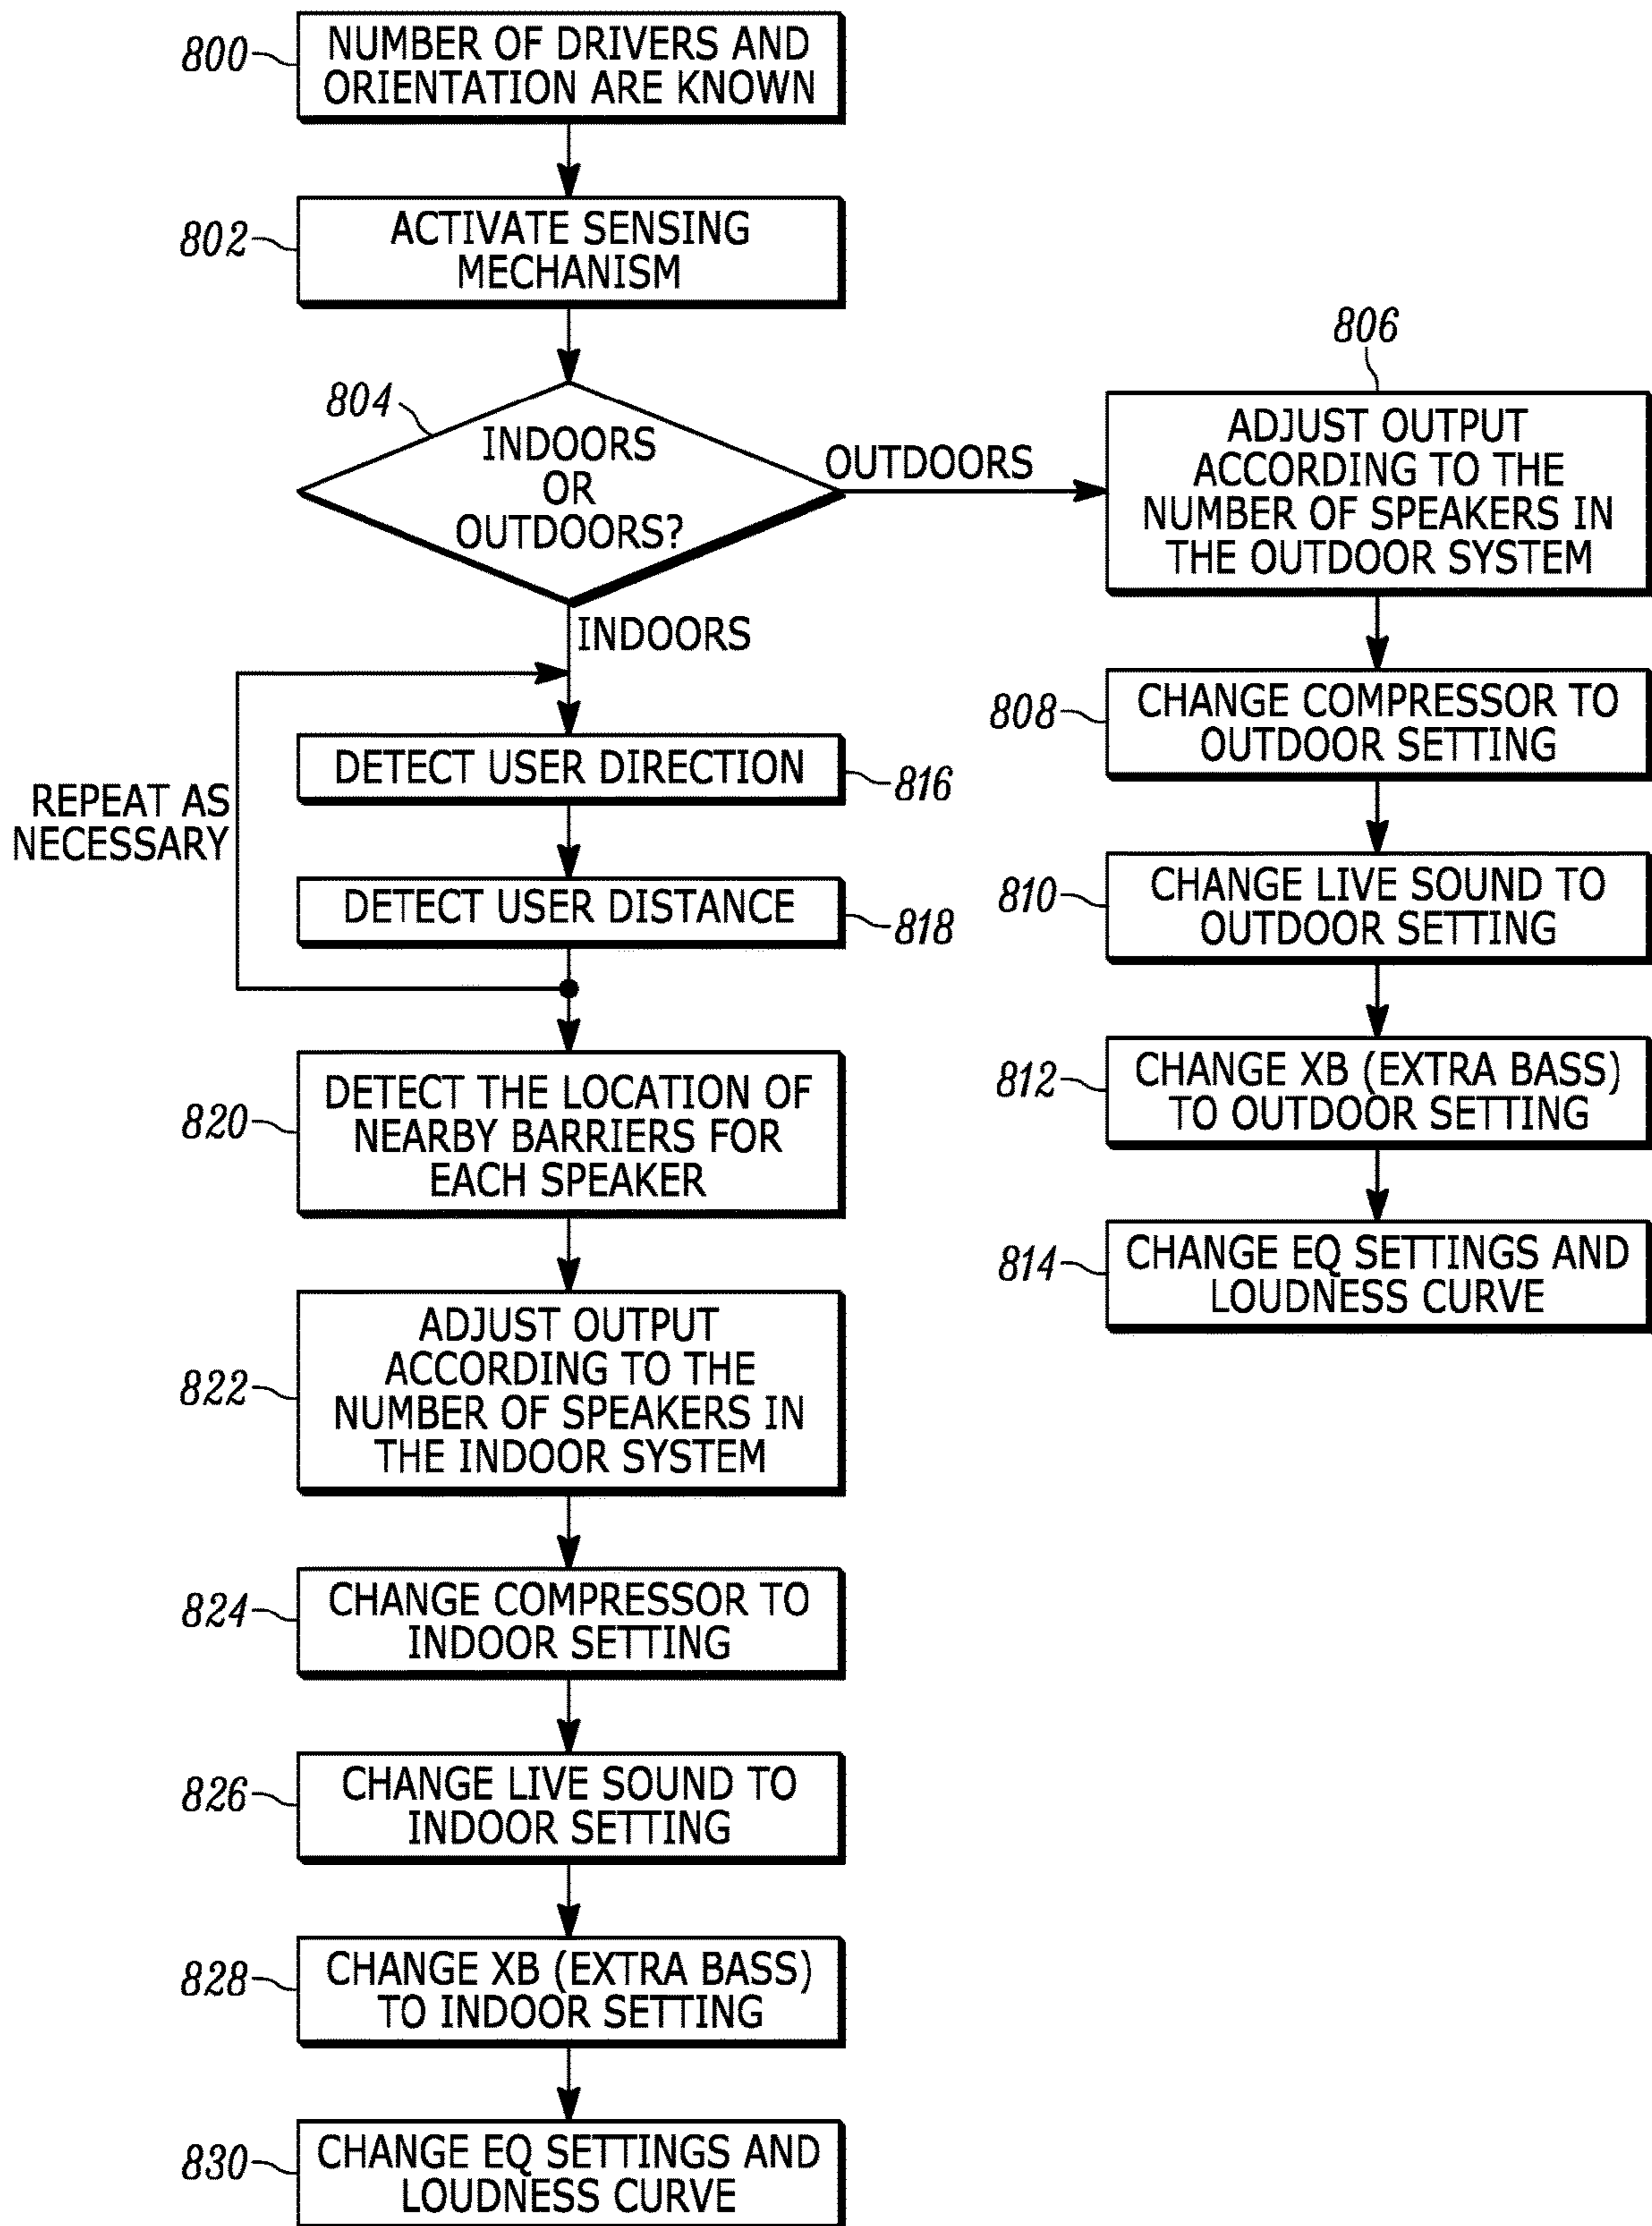 800
NUMBER OF DRIVERS AND
ORIENTATION ARE KNOWN
802
ACTIVATE SENSING
MECHANISM
804
INDOORS
OR
OUTDOORS?
OUTDOORS
INDOORS
806
ADJUST OUTPUT
ACCORDING TO THE
NUMBER OF SPEAKERS IN
THE OUTDOOR SYSTEM
808
CHANGE COMPRESSOR TO
OUTDOOR SETTING
810
CHANGE LIVE SOUND TO
OUTDOOR SETTING
812
CHANGE XB (EXTRA BASS)
TO OUTDOOR SETTING
814
CHANGE EQ SETTINGS AND
LOUDNESS CURVE
REPEAT AS
NECESSARY
DETECT USER DIRECTION
816
DETECT USER DISTANCE
818
820
DETECT THE LOCATION OF
NEARBY BARRIERS FOR
EACH SPEAKER
822
ADJUST OUTPUT
ACCORDING TO THE
NUMBER OF SPEAKERS IN
THE INDOOR SYSTEM
824
CHANGE COMPRESSOR TO
INDOOR SETTING
826
CHANGE LIVE SOUND TO
INDOOR SETTING
828
CHANGE XB (EXTRA BASS)
TO INDOOR SETTING
830
CHANGE EQ SETTINGS AND
LOUDNESS CURVE